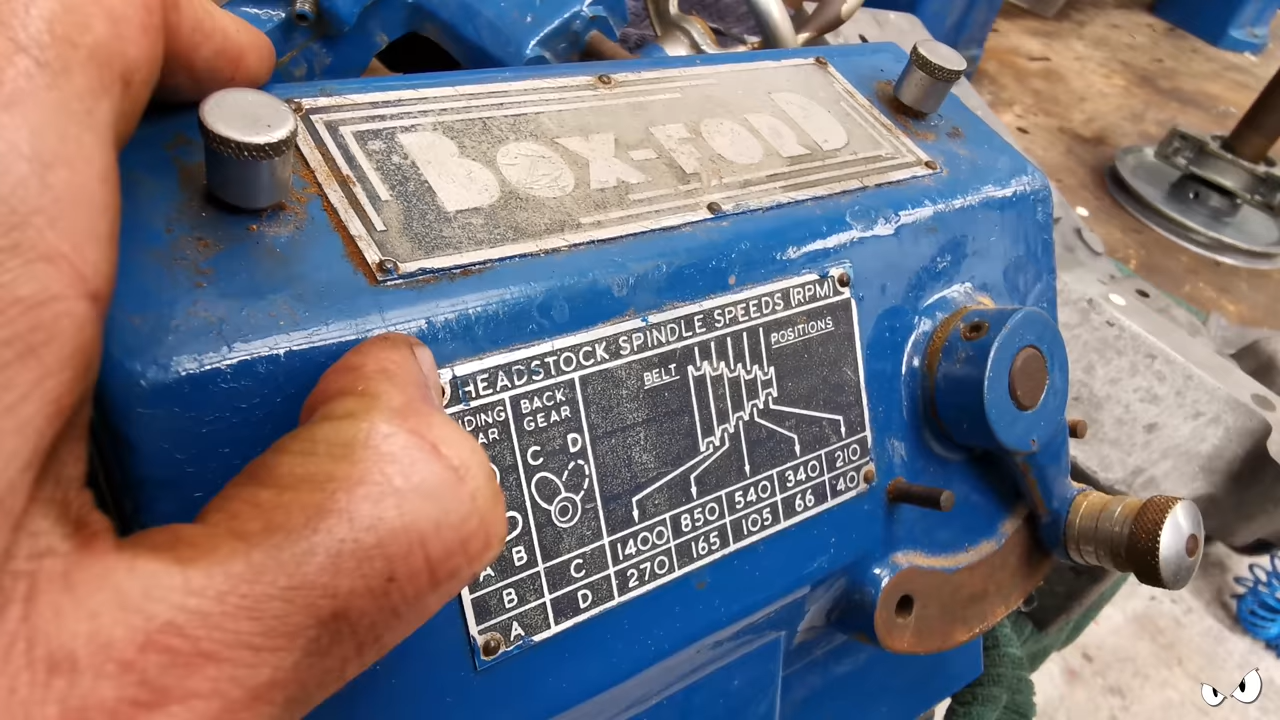 BOX-FORD
HEADSTOCK SPINDLE SPEEDS (RPM)
BACK
GEAR
C D
BELT
POSITIONS
A B
B C 1400 850 540 340 210
A D 270 165 105 66 40